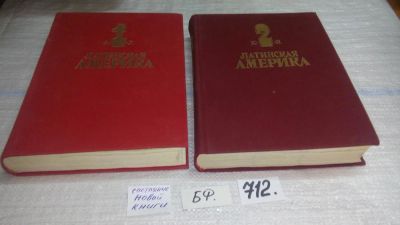 1
ЛАТИНСКАЯ
АМЕРИКА
2
ЛАТИНСКАЯ
АМЕРИКА
состояние
новой
книги
БФ.
712.